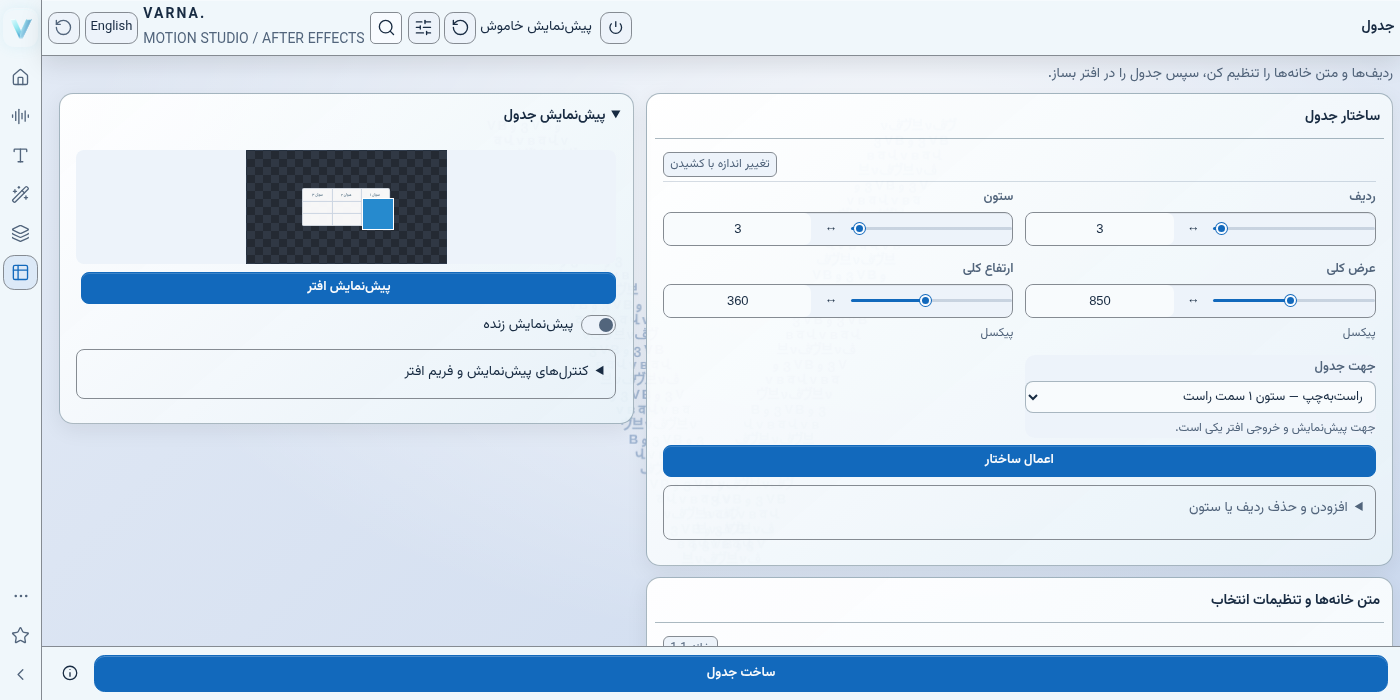 جدول
پیش‌نمایش خاموش
VARNA.
MOTION STUDIO / AFTER EFFECTS
English
ردیف‌ها و متن خانه‌ها را تنظیم کن، سپس جدول را در افتر بساز.
ساختار جدول
تغییر اندازه با کشیدن
ردیف
ستون
3
3
عرض کلی
ارتفاع کلی
850
360
پیکسل
پیکسل
جهت جدول
راست‌به‌چپ — ستون ۱ سمت راست
جهت پیش‌نمایش و خروجی افتر یکی است.
اعمال ساختار
افزودن و حذف ردیف یا ستون
متن خانه‌ها و تنظیمات انتخاب
پیش‌نمایش جدول
پیش‌نمایش افتر
پیش‌نمایش زنده
کنترل‌های پیش‌نمایش و فریم افتر
ساخت جدول